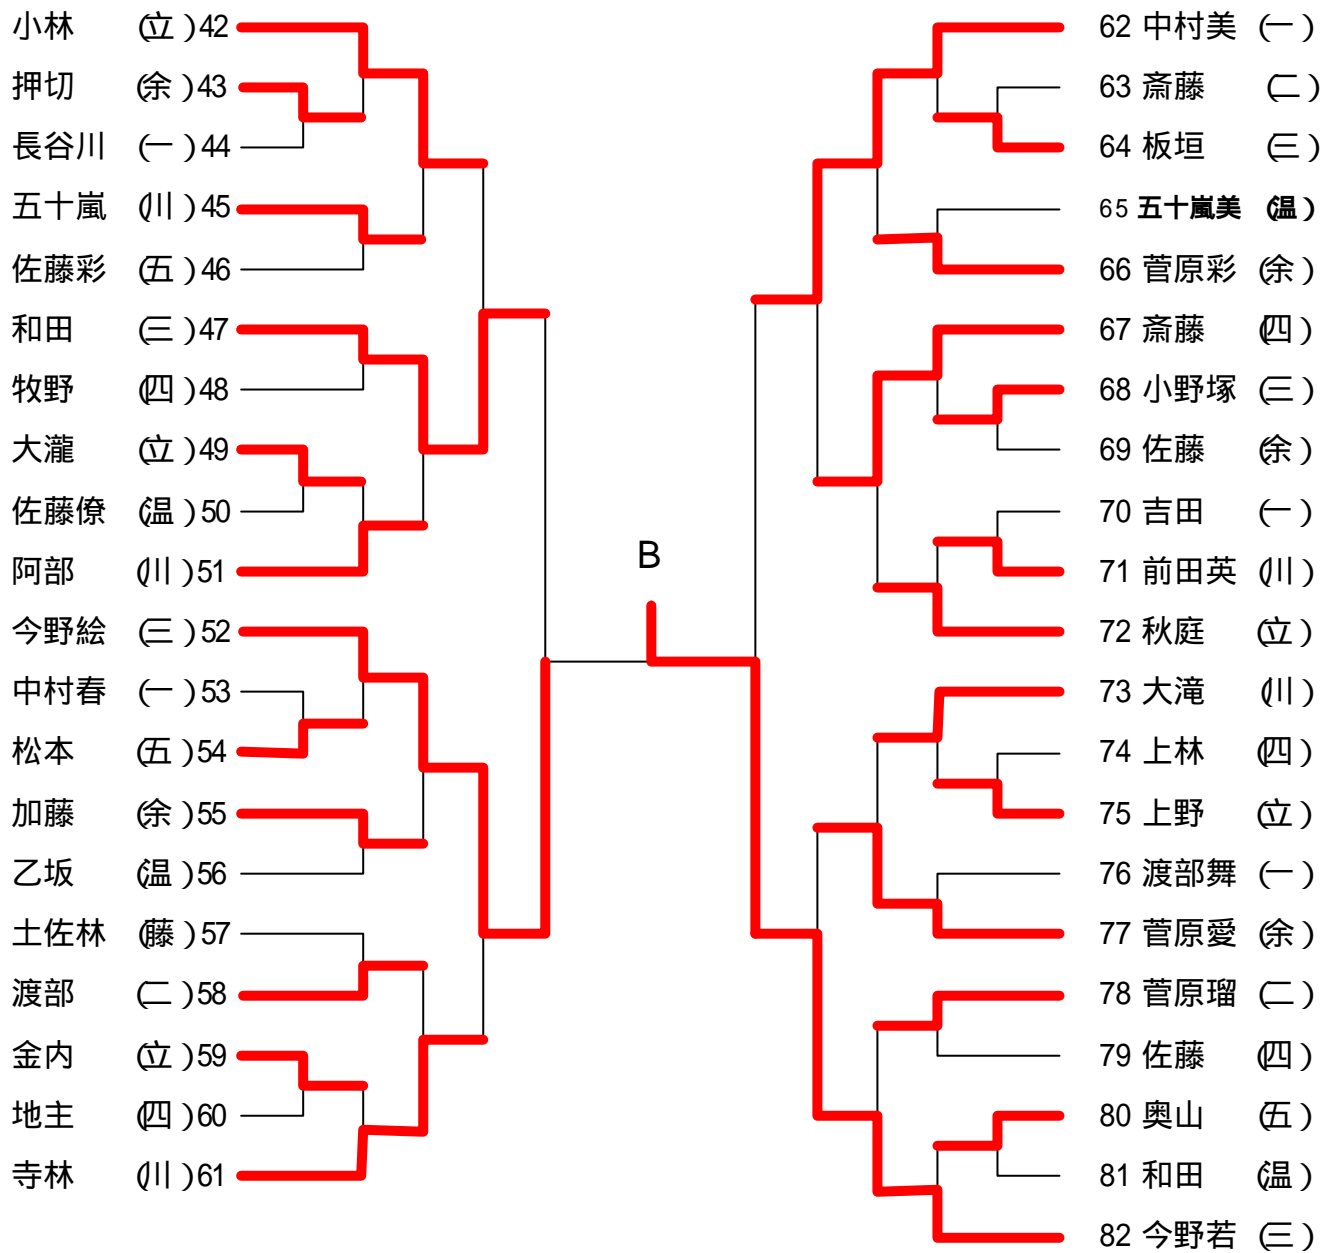 小林 (立)42
押切 (余)43
長谷川 (一)44
五十嵐 (川)45
佐藤彩 (五)46
和田 (三)47
牧野 (四)48
大瀧 (立)49
佐藤僚 (温)50
阿部 (川)51
今野絵 (三)52
中村春 (一)53
松本 (五)54
加藤 (余)55
乙坂 (温)56
土佐林 (藤)57
渡部 (二)58
金内 (立)59
地主 (四)60
寺林 (川)61
B
62 中村美 (一)
63 斎藤 (二)
64 板垣 (三)
65 五十嵐美 (温)
66 菅原彩 (余)
67 斎藤 (四)
68 小野塚 (三)
69 佐藤 (余)
70 吉田 (一)
71 前田英 (川)
72 秋庭 (立)
73 大滝 (川)
74 上林 (四)
75 上野 (立)
76 渡部舞 (一)
77 菅原愛 (余)
78 菅原瑠 (二)
79 佐藤 (四)
80 奥山 (五)
81 和田 (温)
82 今野若 (三)